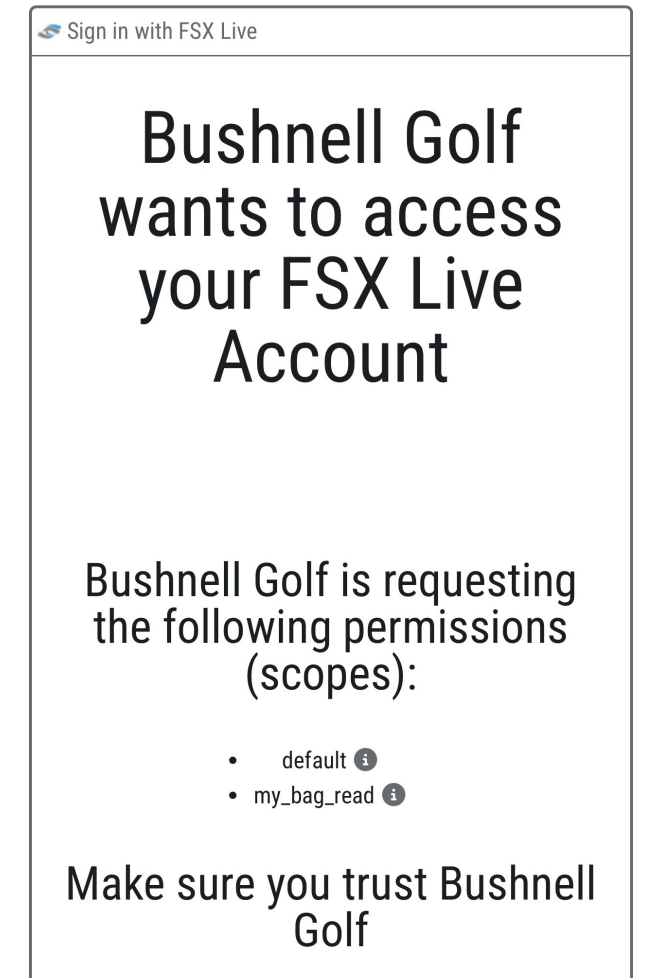 Sign in with FSX Live
Bushnell Golf
wants to access
your FSX Live
Account
Bushnell Golf is requesting
the following permissions
(scopes):
• default
• my_bag_read
Make sure you trust Bushnell
Golf